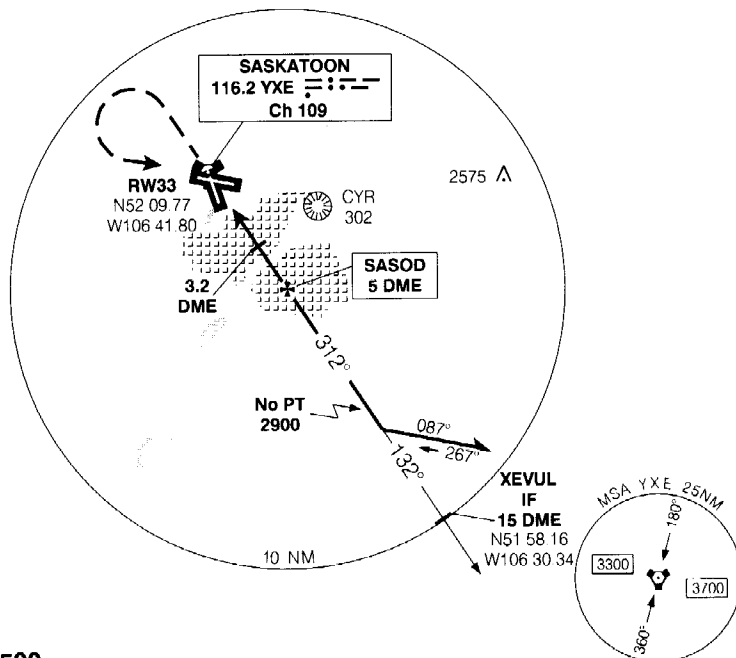 SASKATOON
116.2 YXE
Ch 109
RW33
N52 09.77
W106 41.80
2575
CYR
302
SASOD
5 DME
3.2
DME
312°
No PT
2900
087°
267°
132°
XEVUL
IF
15 DME
N51 58.16
W106 30.34
10 NM
MSA YXE 25NM
180°
3300
3700
360°